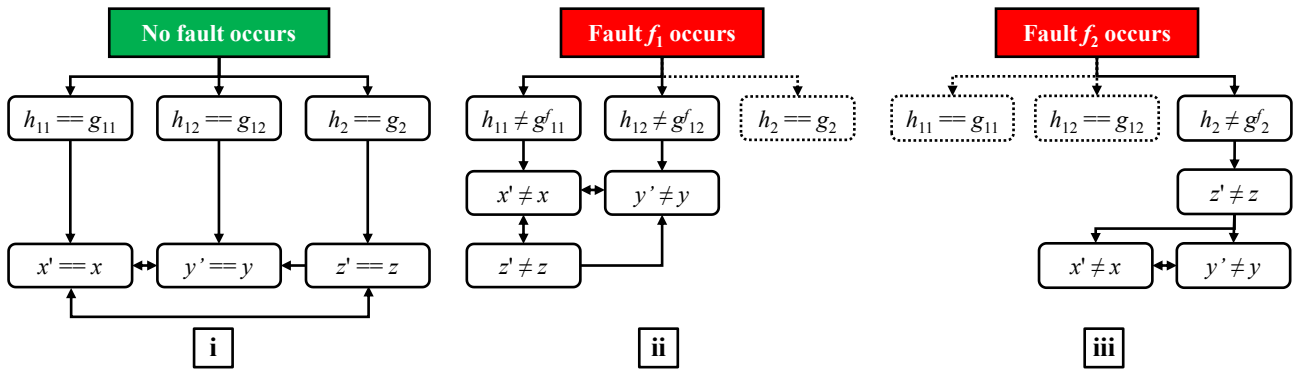 No fault occurs
h11 == g11
h12 == g12
h2 == g2
x' == x
y’ == y
z' == z
i
Fault f1 occurs
h11 ≠ gf11
h12 ≠ gf12
h2 == g2
x' ≠ x
y’ ≠ y
z' ≠ z
ii
Fault f2 occurs
h11 == g11
h12 == g12
h2 ≠ gf2
z' ≠ z
x' ≠ x
y’ ≠ y
iii